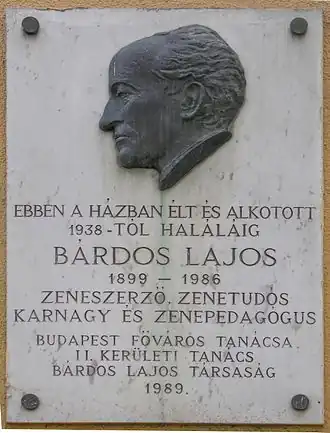 EBBEN A HÁZBAN ÉLT ÉS ALKOTOTT
1938-TÓL HALÁLÁIG
BÁRDOS LAJOS
1899 – 1986
ZENESZERZŐ, ZENETUDÓS
KARNAGY ÉS ZENEPEDAGÓGUS
BUDAPEST FŐVÁROS TANÁCSA
II. KERÜLETI TANÁCS
BÁRDOS LAJOS TÁRSASÁG
1989.